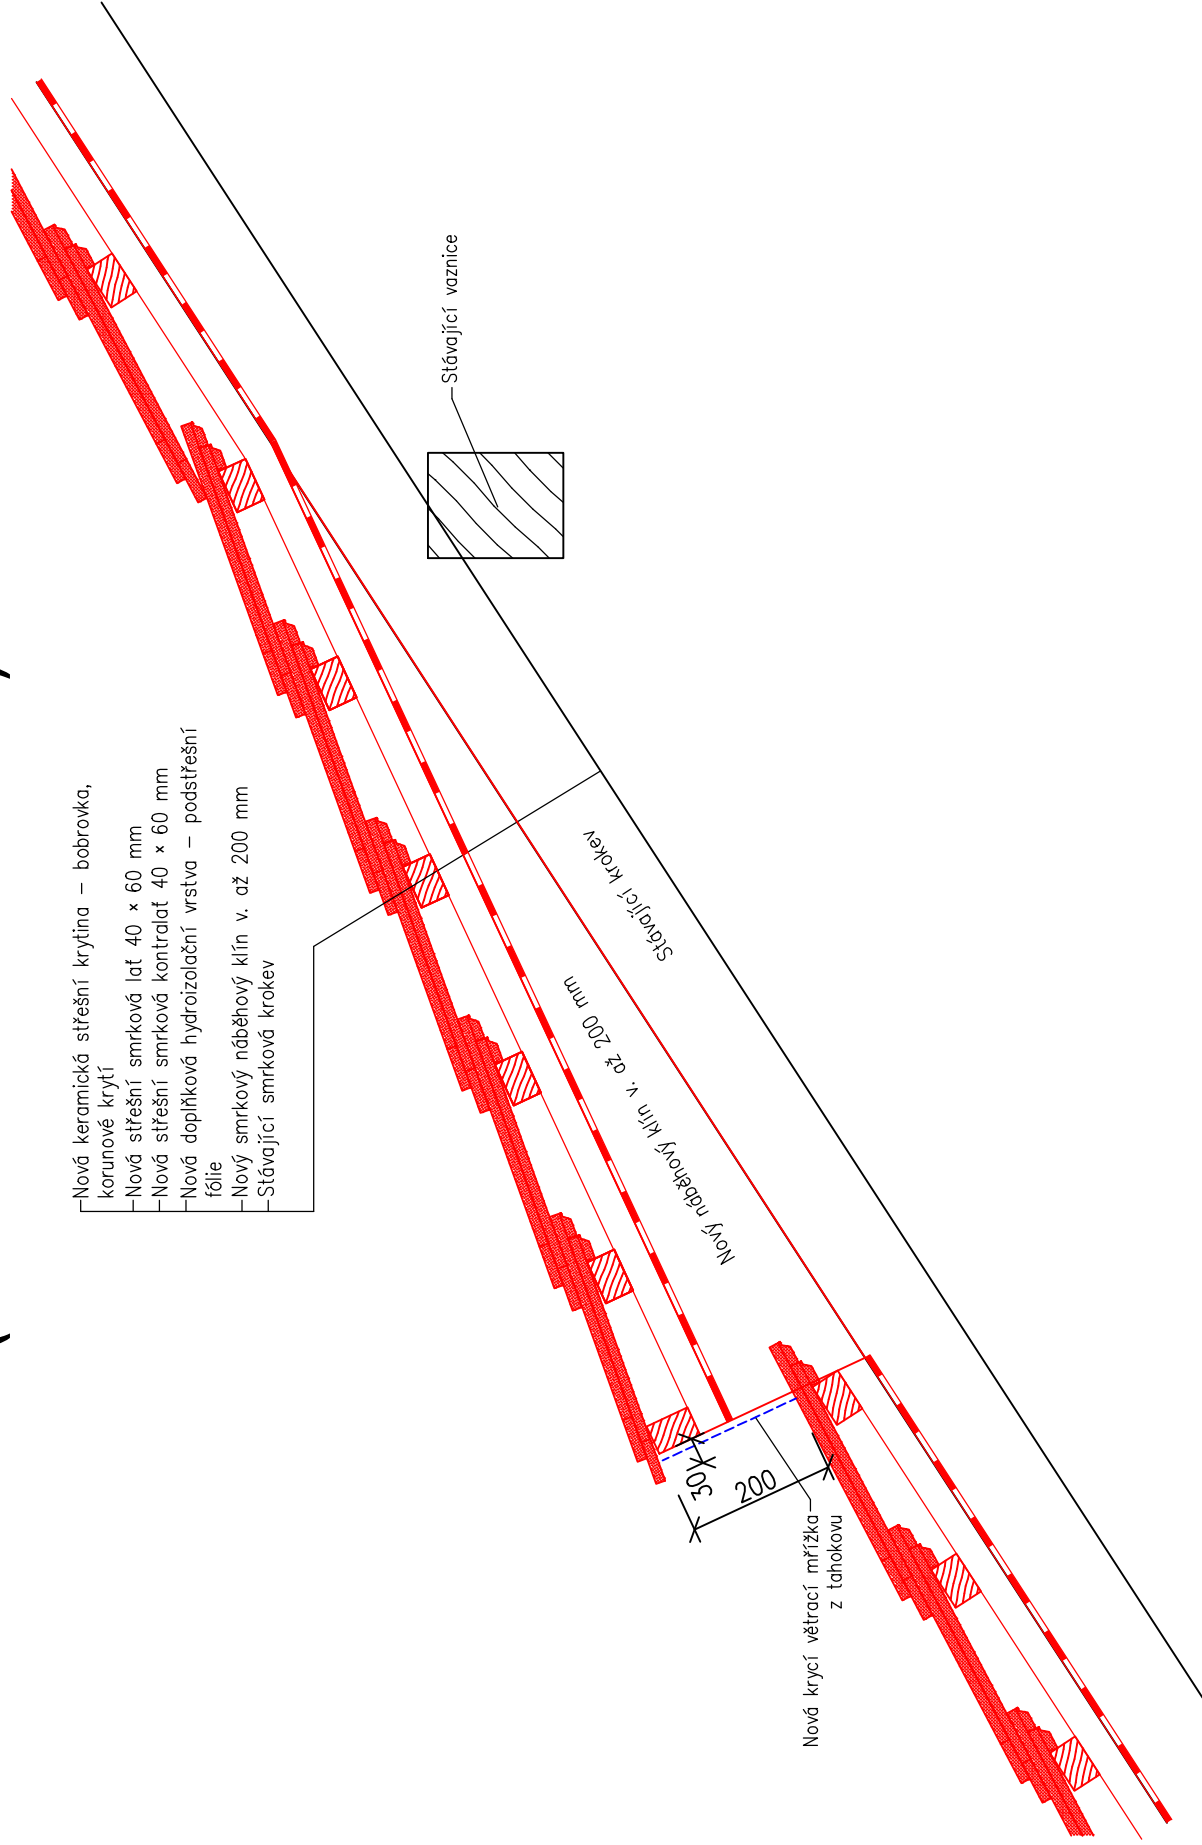 Nová keramická střešní krytina – bobrovka,
korunové krytí
Nová střešní smrková lať 40 × 60 mm
Nová střešní smrková kontralať 40 × 60 mm
Nová doplňková hydroizolační vrstva – podstřešní
fólie
Nový smrkový náběhový klín v. až 200 mm
Stávající smrková krokev
Stávající vaznice
Stávající krokev
Nový náběhový klín v. až 200 mm
30
200
Nová krycí větrací mřížka
z tahokovu